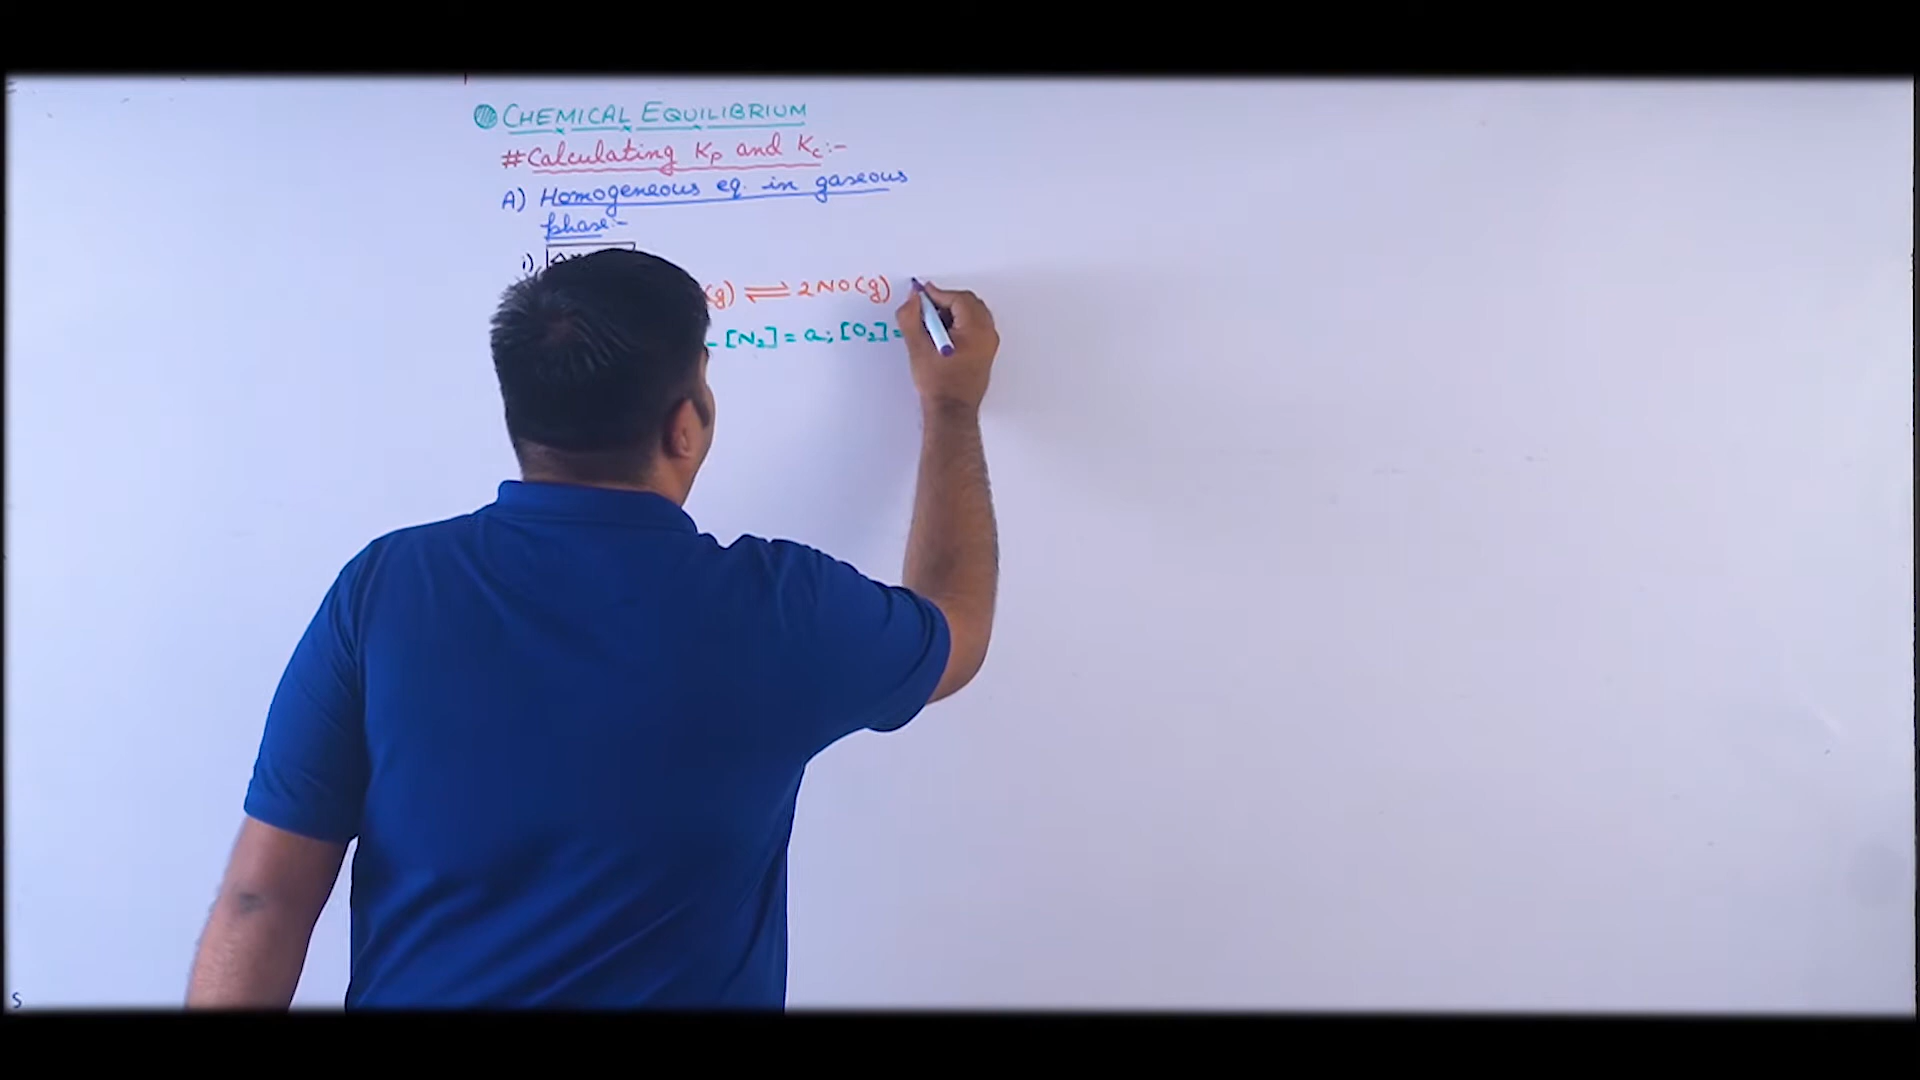 CHEMICAL EQUILIBRIUM
# Calculating Kp and Kc:-
A) Homogeneous eq. in gaseous
phase:-
i)
(g) ⇌ 2NO(g)
- [N₂] = a; [O₂] =
S